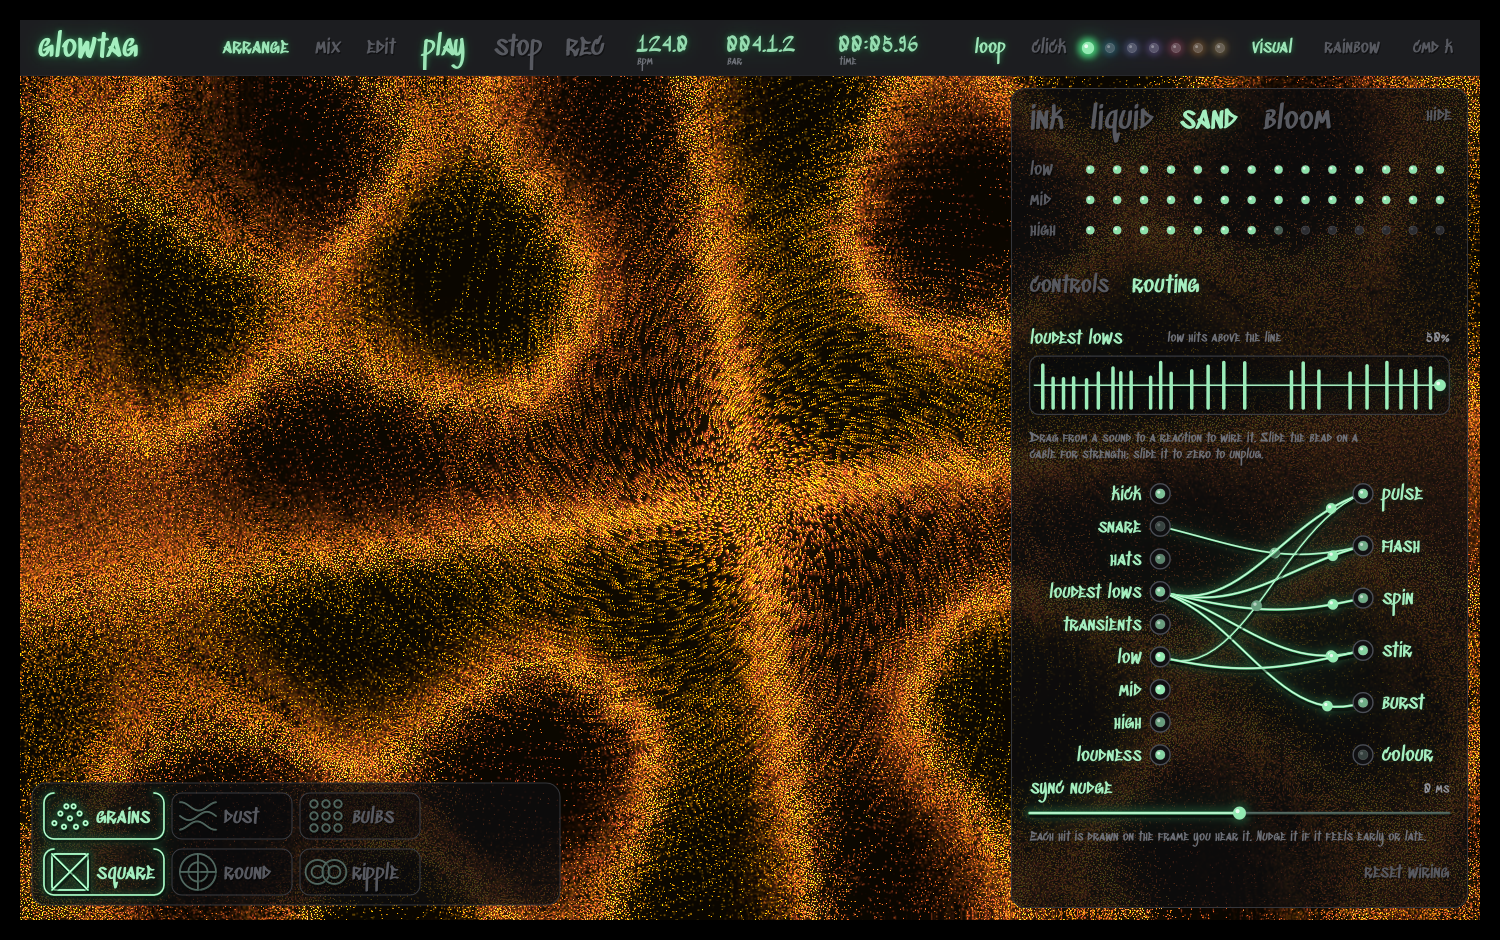 GLOWTAG ARRANGE MIX EDIT PLAY STOP REC 124.0 004.1.2 00:05.96 LOOP CLICK VISUAL RAINBOW CMD K
BPM BAR TIME
INK LIQUID SAND BLOOM HIDE
LOW
MID
HIGH
CONTROLS ROUTING
LOUDEST LOWS LOW HITS ABOVE THE LINE 50%
DRAG FROM A SOUND TO A REACTION TO WIRE IT. SLIDE THE BEAD ON A
CABLE FOR STRENGTH; SLIDE IT TO ZERO TO UNPLUG.
KICK PULSE
SNARE FLASH
HATS
LOUDEST LOWS SPIN
TRANSIENTS
LOW STIR
MID BURST
HIGH
LOUDNESS COLOUR
SYNC NUDGE 0 MS
EACH HIT IS DRAWN ON THE FRAME YOU HEAR IT. NUDGE IT IF IT FEELS EARLY OR LATE.
RESET WIRING
GRAINS DUST BULBS
SQUARE ROUND RIPPLE